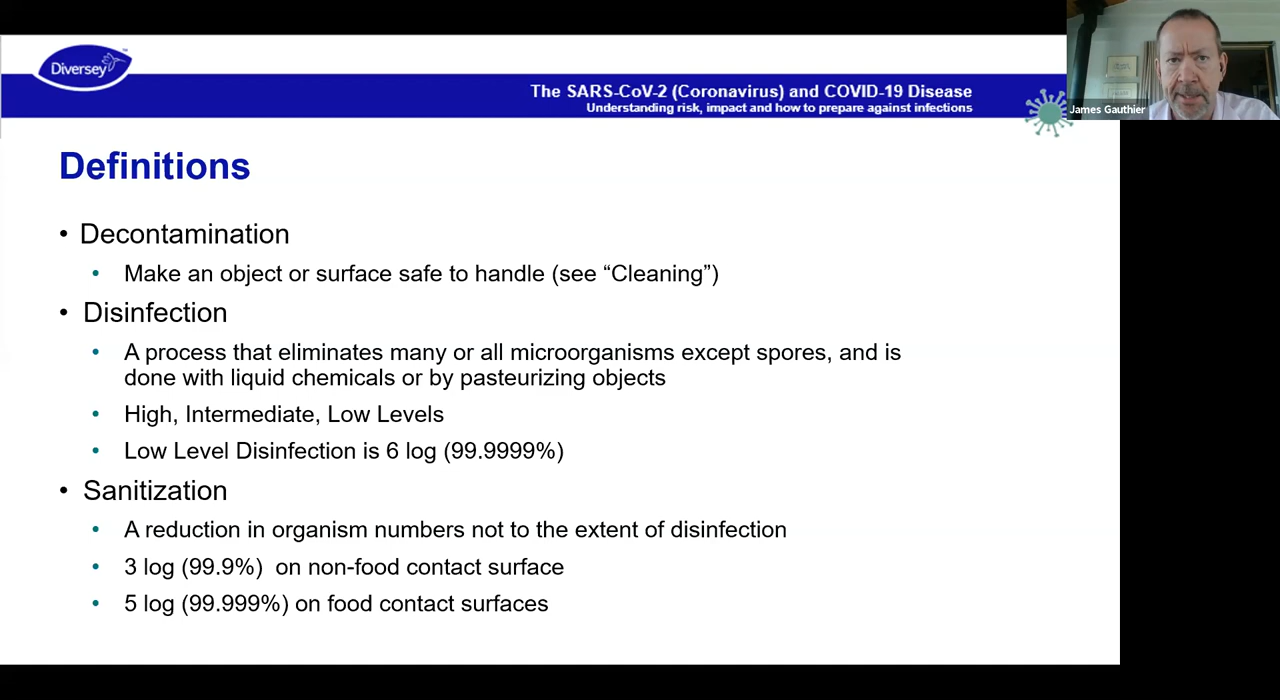 Diversey
The SARS-CoV-2 (Coronavirus) and COVID-19 Disease
Understanding risk, impact and how to prepare against infections
James Gauthier
Definitions
• Decontamination
• Make an object or surface safe to handle (see “Cleaning”)
• Disinfection
• A process that eliminates many or all microorganisms except spores, and is
done with liquid chemicals or by pasteurizing objects
• High, Intermediate, Low Levels
• Low Level Disinfection is 6 log (99.9999%)
• Sanitization
• A reduction in organism numbers not to the extent of disinfection
• 3 log (99.9%)  on non-food contact surface
• 5 log (99.999%) on food contact surfaces